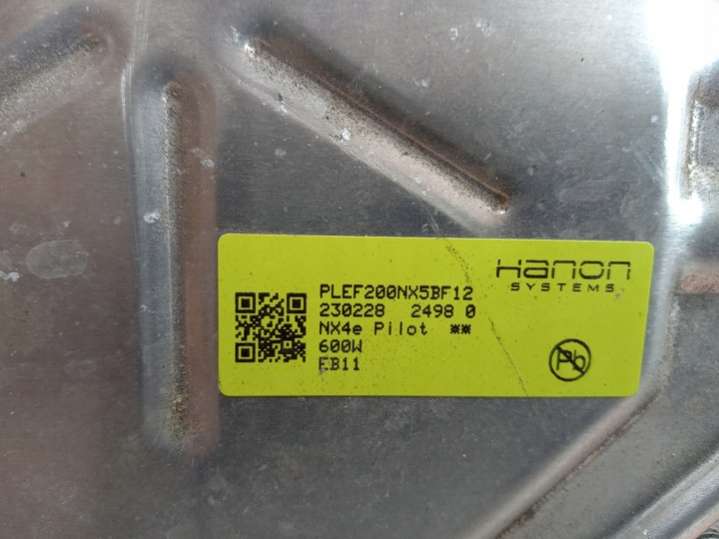 Hanon
SYSTEMS
PLEF200NX5BF12
230228 2498 0
NX4e Pilot **
600W
EB11
Pb